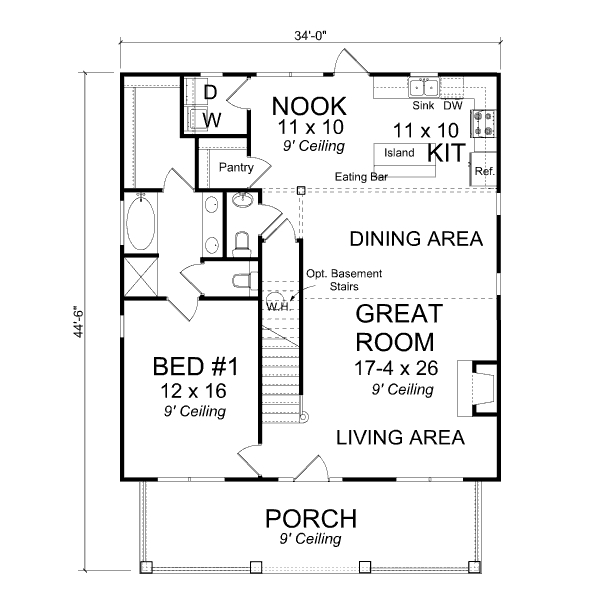 34'-0"
D
W
NOOK
11 x 10
9' Ceiling
Sink
DW
11 x 10
KIT
Island
Ref.
Pantry
Eating Bar
DINING AREA
Opt. Basement
Stairs
W.H.
44'-6"
GREAT
ROOM
17-4 x 26
9' Ceiling
BED #1
12 x 16
9' Ceiling
LIVING AREA
PORCH
9' Ceiling